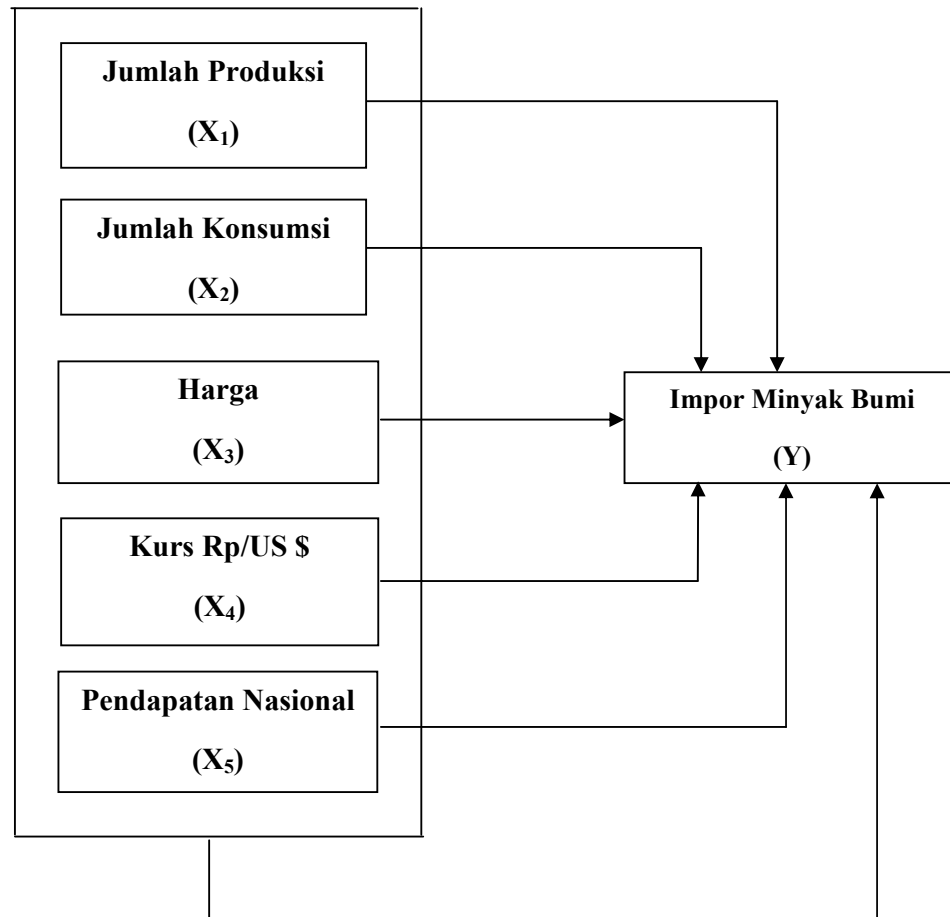 Jumlah Produksi
(X₁)
Jumlah Konsumsi
(X₂)
Harga
(X₃)
Impor Minyak Bumi
(Y)
Kurs Rp/US $
(X₄)
Pendapatan Nasional
(X₅)